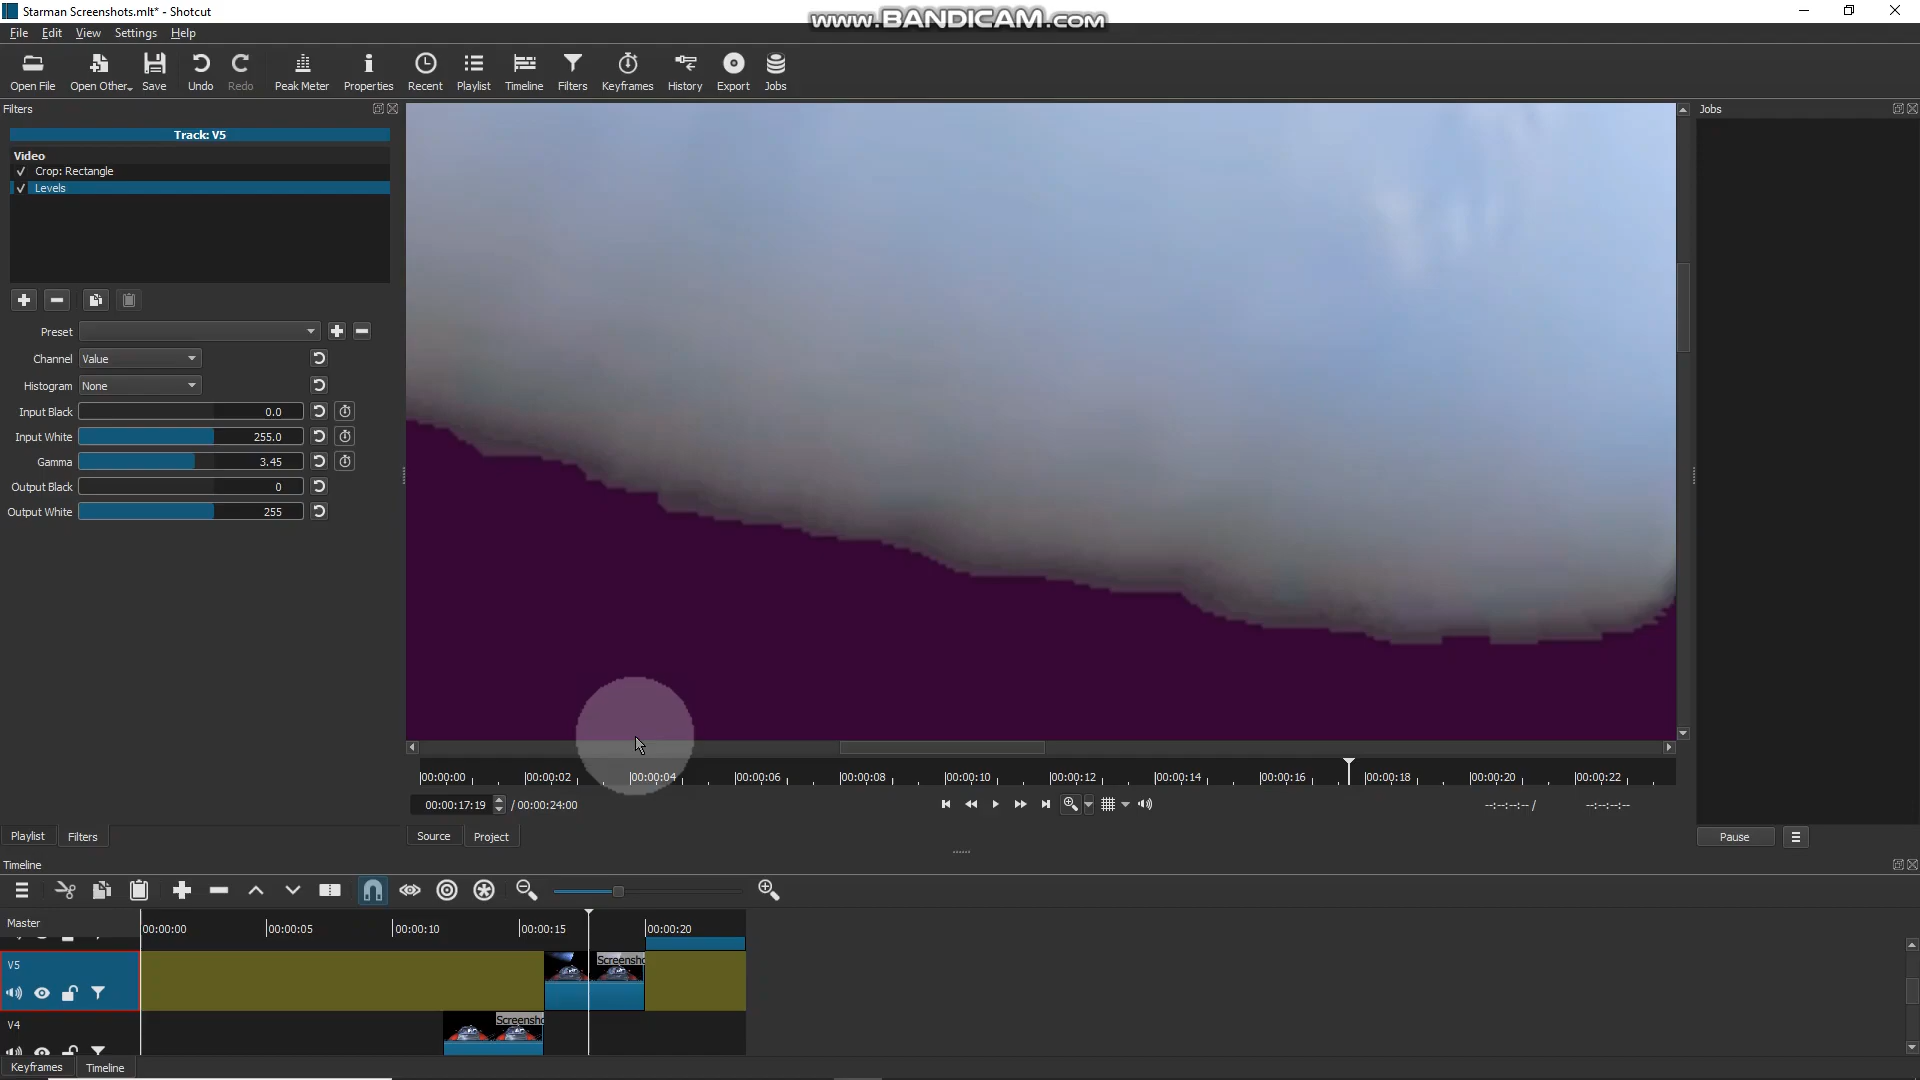 Starman Screenshots.mlt* - Shotcut
www.BANDICAM.com
File Edit View Settings Help
Open File Open Other... Save Undo Redo Peak Meter Properties Recent Playlist Timeline Filters Keyframes History Export Jobs
Filters
Jobs
Track: V5
Video
✓ Crop: Rectangle
✓ Levels
Preset
Channel Value
Histogram None
Input Black 0.0
Input White 255.0
Gamma 3.45
Output Black 0
Output White 255
00:00:00 00:00:02 00:00:04 00:00:06 00:00:08 00:00:10 00:00:12 00:00:14 00:00:16 00:00:18 00:00:20 00:00:22
00:00:17:19 / 00:00:24:00
--:--:--:-- / --:--:--:--
Playlist Filters
Source Project
Pause
Timeline
Master
00:00:00 00:00:05 00:00:10 00:00:15 00:00:20
V5
Screensho
V4
Screensho
Keyframes Timeline